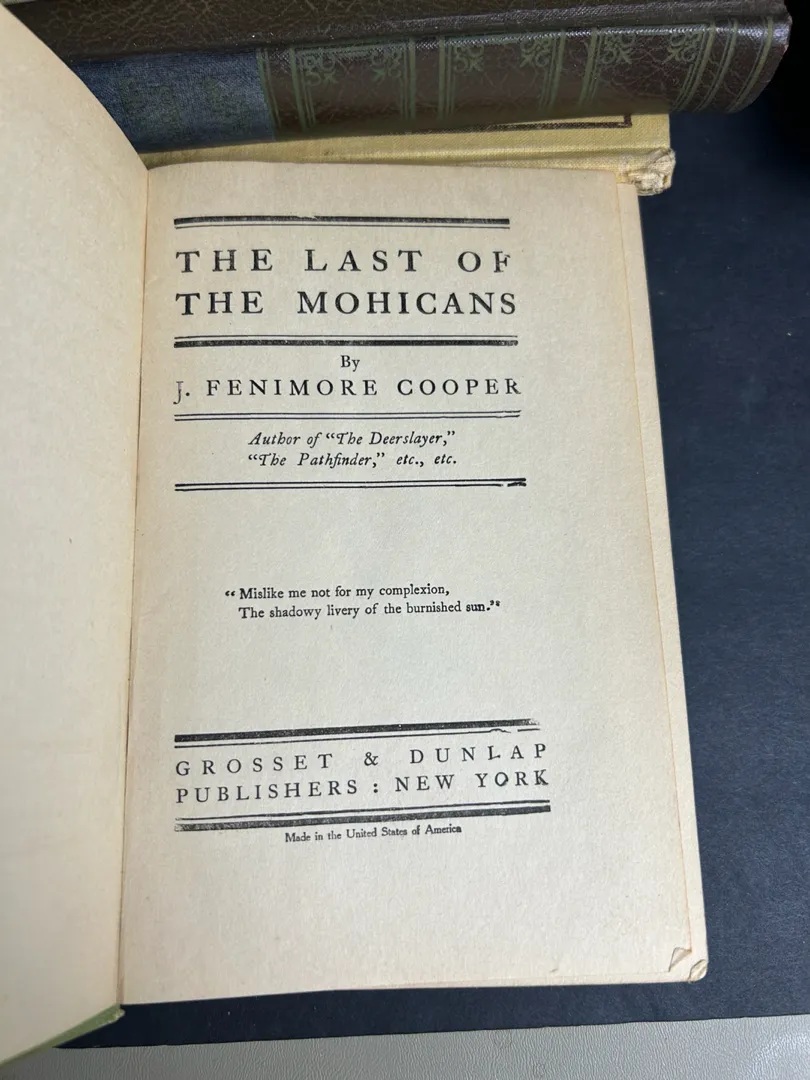 THE LAST OF
THE MOHICANS
By
J. FENIMORE COOPER
Author of “The Deerslayer,”
“The Pathfinder,” etc., etc.
“ Mislike me not for my complexion,
The shadowy livery of the burnished sun.”
GROSSET & DUNLAP
PUBLISHERS : NEW YORK
Made in the United States of America